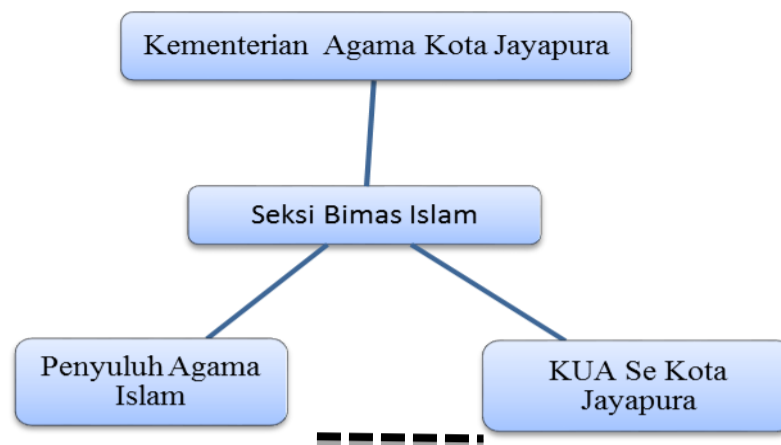 Kementerian Agama Kota Jayapura
Seksi Bimas Islam
Penyuluh Agama
Islam
KUA Se Kota
Jayapura